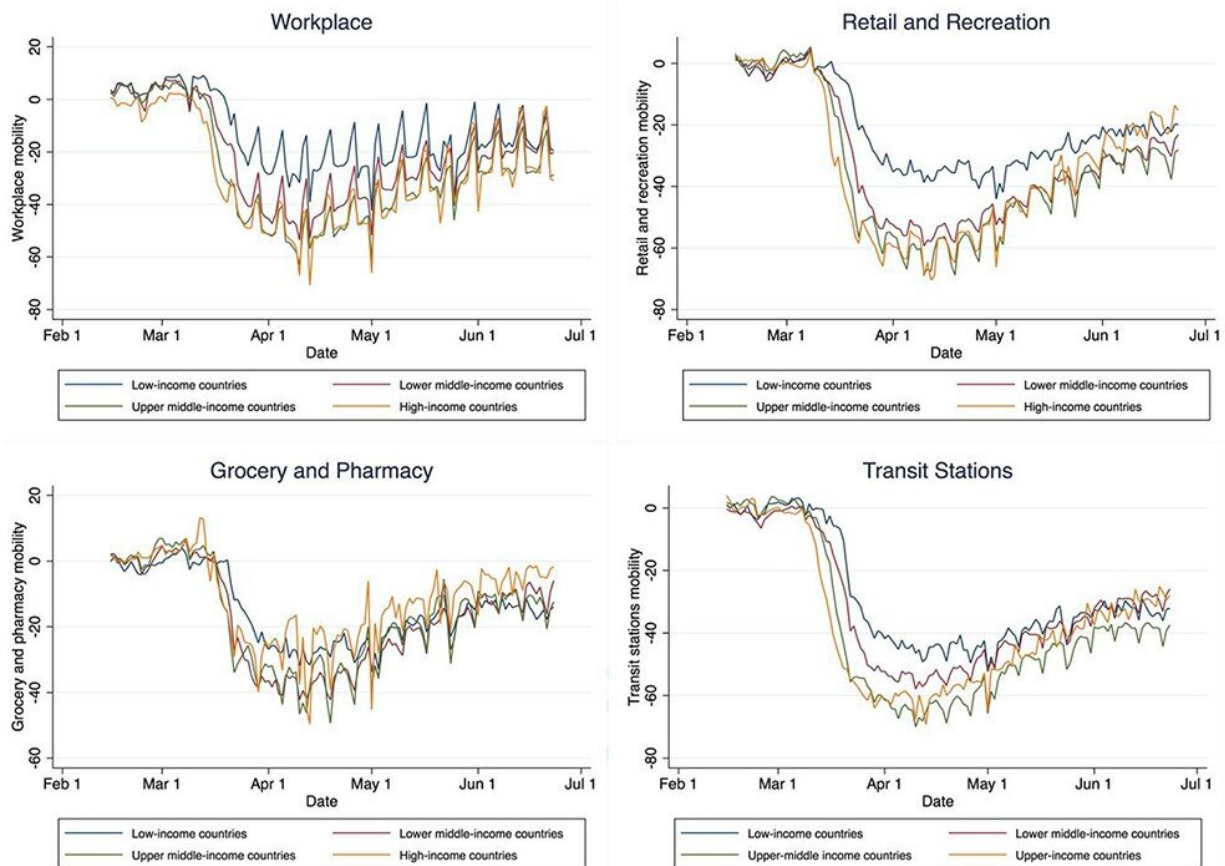 Workplace
20
0
-20
-40
-60
-80
Workplace mobility
Feb 1 Mar 1 Apr 1 May 1 Jun 1 Jul 1
Date
Low-income countries Lower middle-income countries
Upper middle-income countries High-income countries
Retail and Recreation
0
-20
-40
-60
-80
Retail and recreation mobility
Feb 1 Mar 1 Apr 1 May 1 Jun 1 Jul 1
Date
Low-income countries Lower middle-income countries
Upper middle-income countries High-income countries
Grocery and Pharmacy
20
0
-20
-40
-60
Grocery and pharmacy mobility
Feb 1 Mar 1 Apr 1 May 1 Jun 1 Jul 1
Date
Low-income countries Lower middle-income countries
Upper middle-income countries High-income countries
Transit Stations
0
-20
-40
-60
-80
Transit stations mobility
Feb 1 Mar 1 Apr 1 May 1 Jun 1 Jul 1
Date
Low-income countries Lower middle-income countries
Upper-middle income countries Upper-income countries